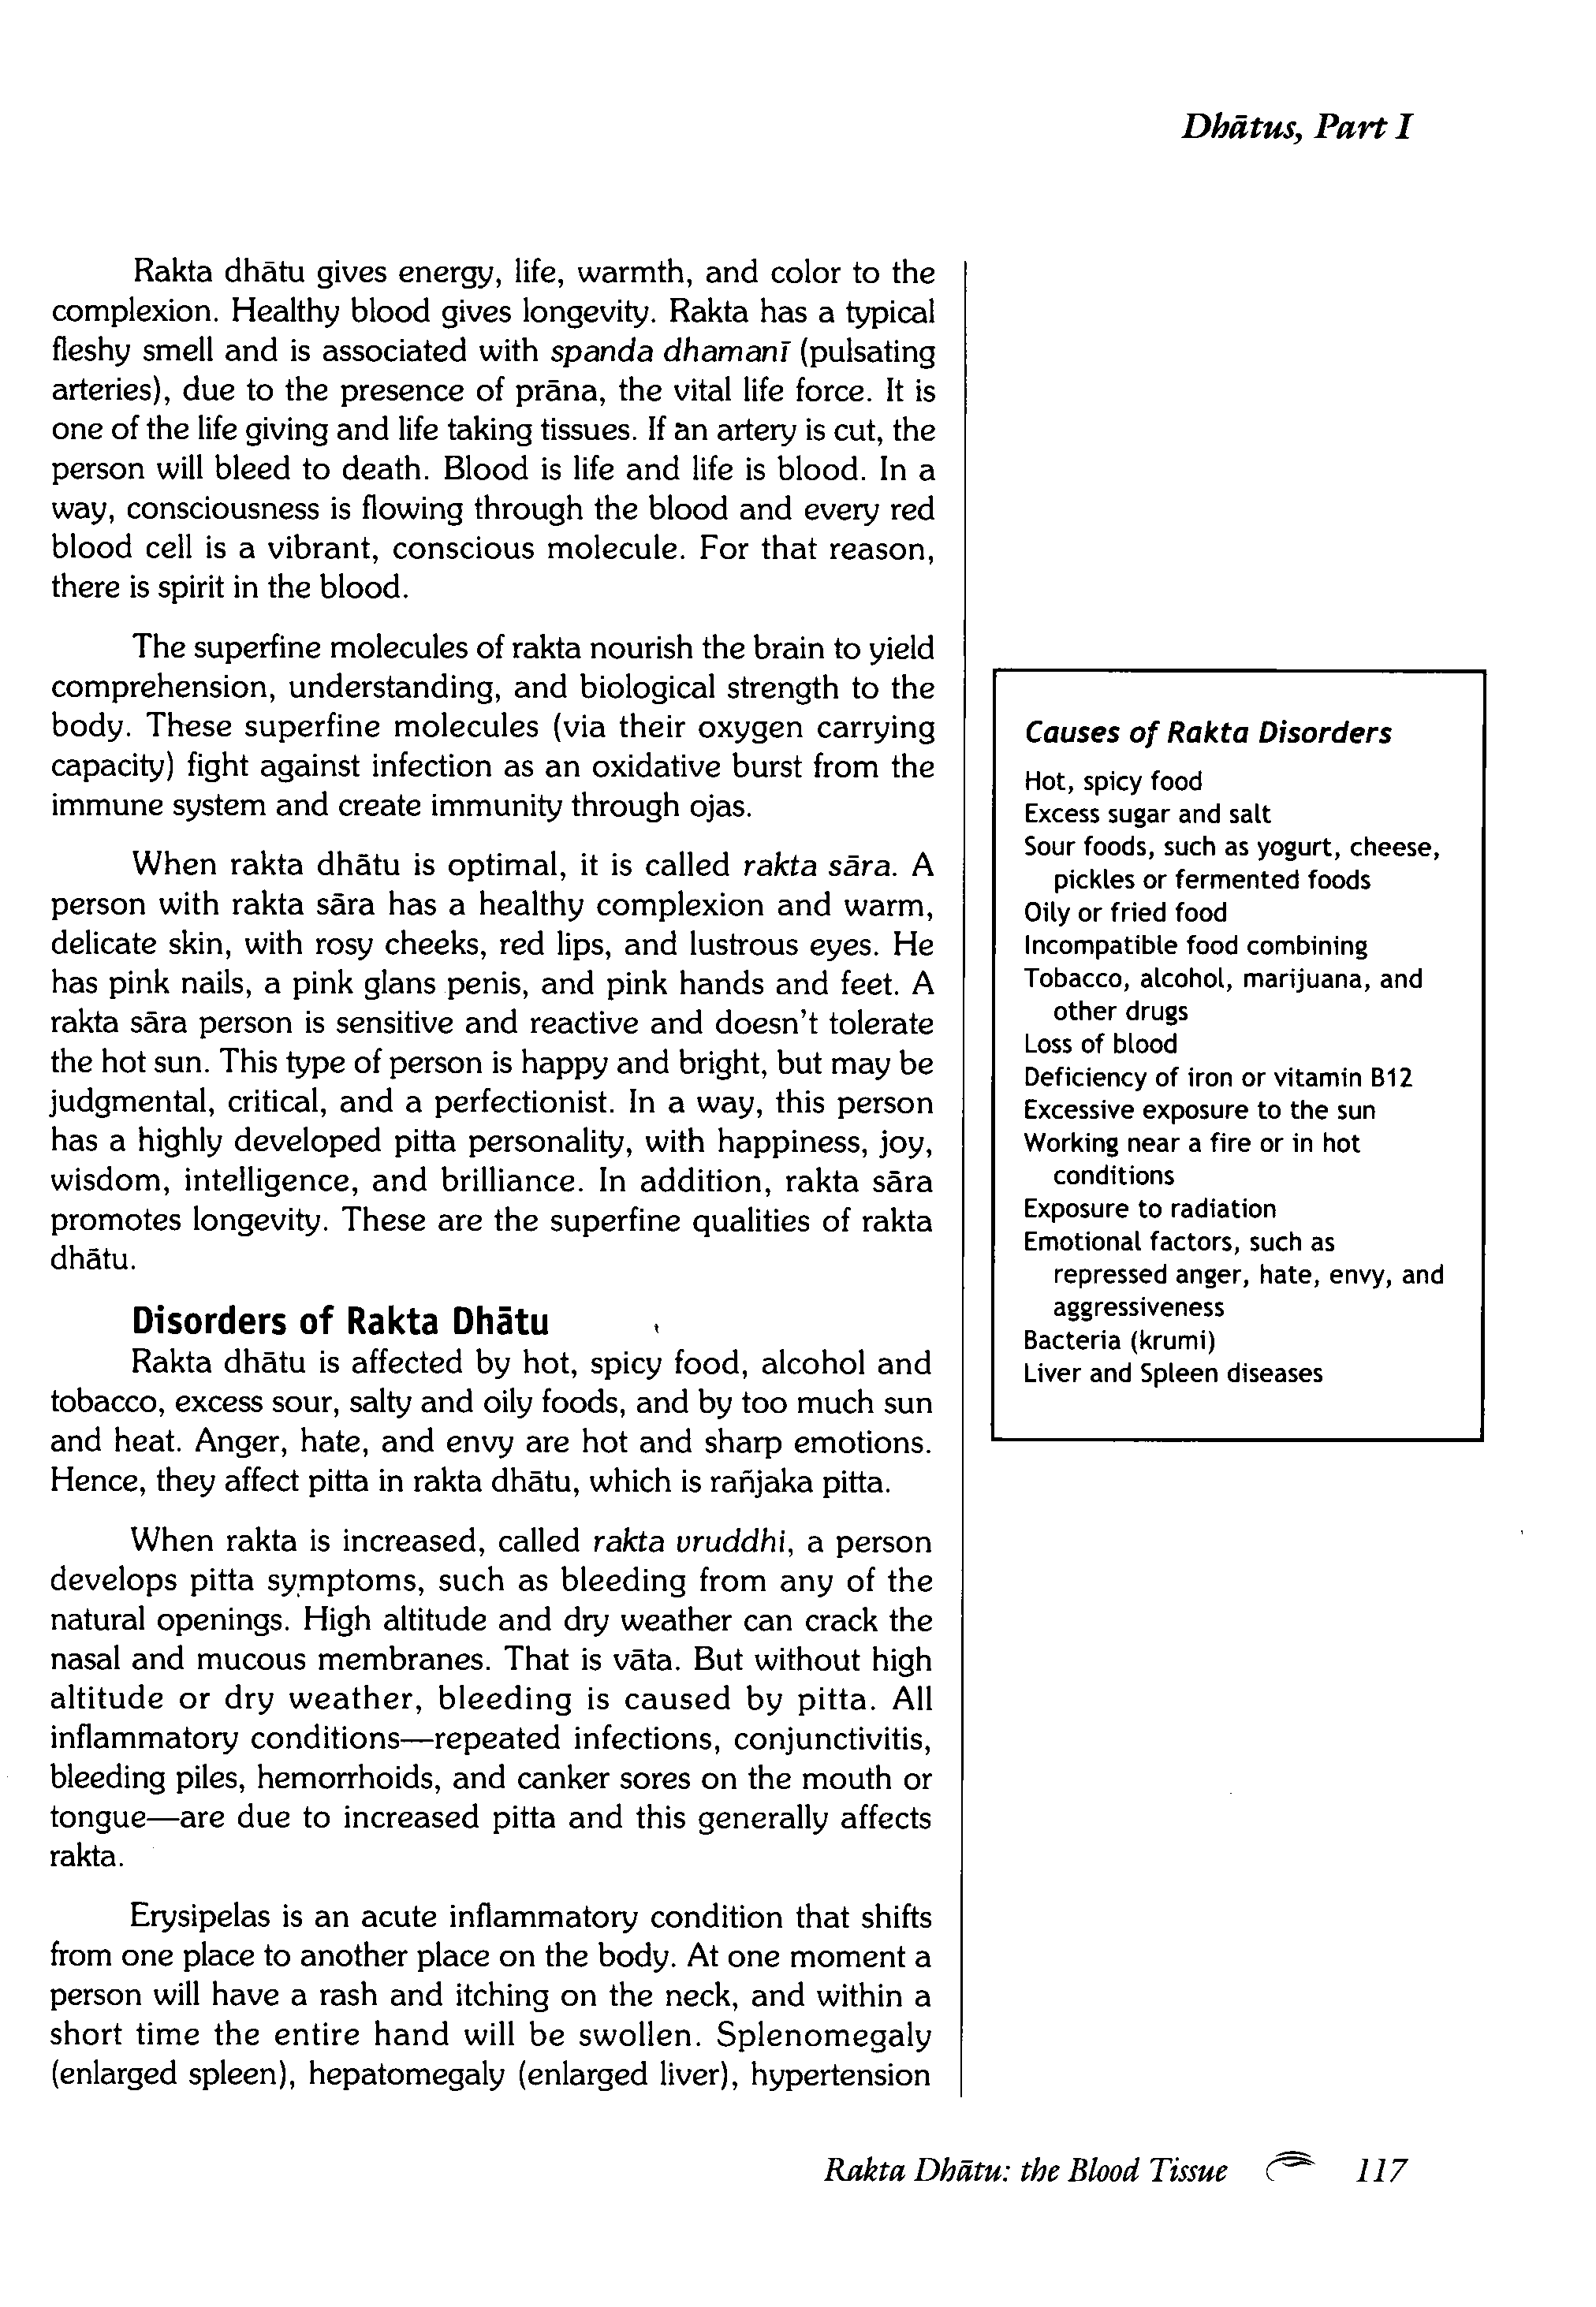 Dhātus, Part I
Rakta dhātu gives energy, life, warmth, and color to the
complexion. Healthy blood gives longevity. Rakta has a typical
fleshy smell and is associated with spanda dhamanī (pulsating
arteries), due to the presence of prāna, the vital life force. It is
one of the life giving and life taking tissues. If an artery is cut, the
person will bleed to death. Blood is life and life is blood. In a
way, consciousness is flowing through the blood and every red
blood cell is a vibrant, conscious molecule. For that reason,
there is spirit in the blood.
The superfine molecules of rakta nourish the brain to yield
comprehension, understanding, and biological strength to the
body. These superfine molecules (via their oxygen carrying
capacity) fight against infection as an oxidative burst from the
immune system and create immunity through ojas.
When rakta dhātu is optimal, it is called rakta sāra. A
person with rakta sāra has a healthy complexion and warm,
delicate skin, with rosy cheeks, red lips, and lustrous eyes. He
has pink nails, a pink glans penis, and pink hands and feet. A
rakta sāra person is sensitive and reactive and doesn't tolerate
the hot sun. This type of person is happy and bright, but may be
judgmental, critical, and a perfectionist. In a way, this person
has a highly developed pitta personality, with happiness, joy,
wisdom, intelligence, and brilliance. In addition, rakta sāra
promotes longevity. These are the superfine qualities of rakta
dhātu.
Disorders of Rakta Dhātu
Rakta dhātu is affected by hot, spicy food, alcohol and
tobacco, excess sour, salty and oily foods, and by too much sun
and heat. Anger, hate, and envy are hot and sharp emotions.
Hence, they affect pitta in rakta dhātu, which is rañjaka pitta.
When rakta is increased, called rakta vruddhi, a person
develops pitta symptoms, such as bleeding from any of the
natural openings. High altitude and dry weather can crack the
nasal and mucous membranes. That is vāta. But without high
altitude or dry weather, bleeding is caused by pitta. All
inflammatory conditions—repeated infections, conjunctivitis,
bleeding piles, hemorrhoids, and canker sores on the mouth or
tongue—are due to increased pitta and this generally affects
rakta.
Erysipelas is an acute inflammatory condition that shifts
from one place to another place on the body. At one moment a
person will have a rash and itching on the neck, and within a
short time the entire hand will be swollen. Splenomegaly
(enlarged spleen), hepatomegaly (enlarged liver), hypertension
Causes of Rakta Disorders
Hot, spicy food
Excess sugar and salt
Sour foods, such as yogurt, cheese,
pickles or fermented foods
Oily or fried food
Incompatible food combining
Tobacco, alcohol, marijuana, and
other drugs
Loss of blood
Deficiency of iron or vitamin B12
Excessive exposure to the sun
Working near a fire or in hot
conditions
Exposure to radiation
Emotional factors, such as
repressed anger, hate, envy, and
aggressiveness
Bacteria (krumi)
Liver and Spleen diseases
Rakta Dhātu: the Blood Tissue 117